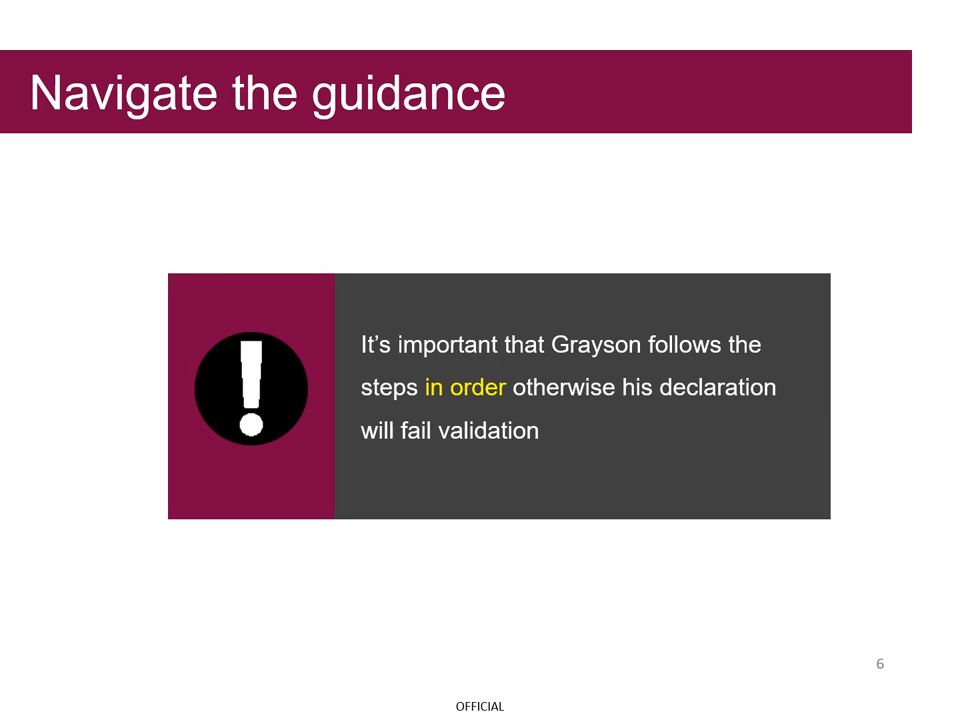 Navigate the guidance
It’s important that Grayson follows the
steps in order otherwise his declaration
will fail validation
6
OFFICIAL